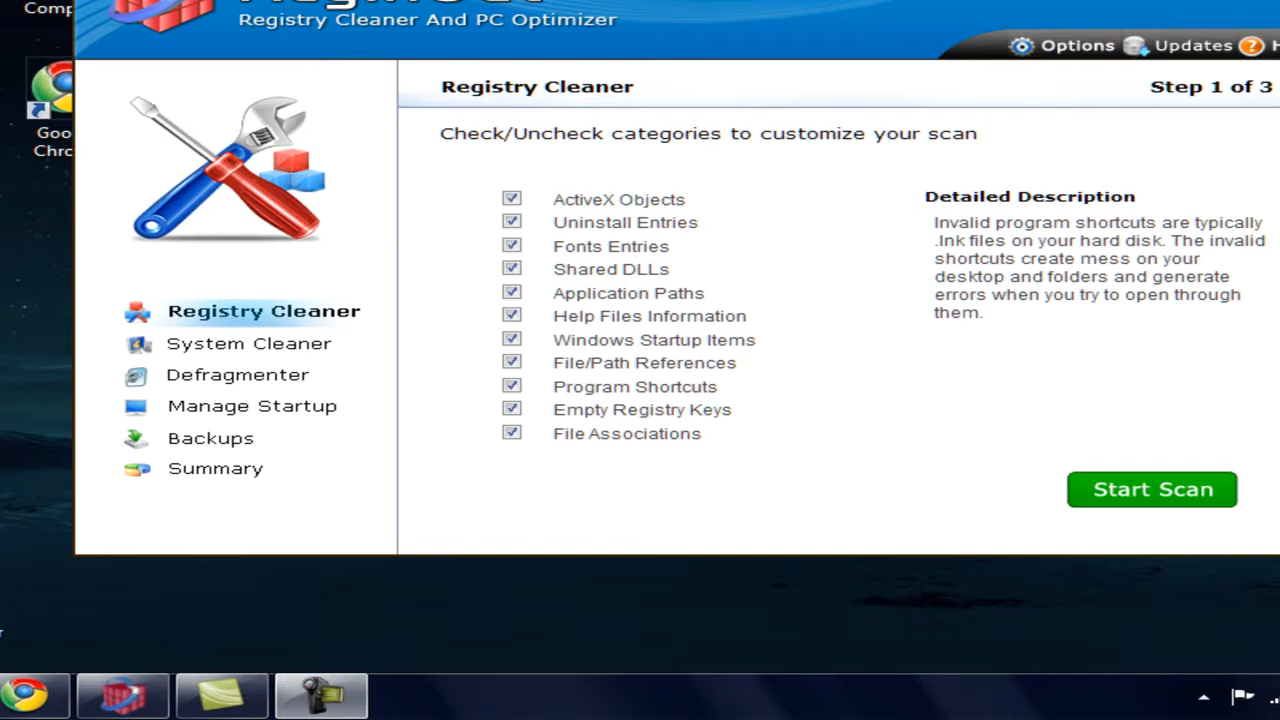 Comp
Registry Cleaner And PC Optimizer
Options
Updates
Goo
Chro
Registry Cleaner
Step 1 of 3
Check/Uncheck categories to customize your scan
ActiveX Objects
Uninstall Entries
Fonts Entries
Shared DLLs
Application Paths
Help Files Information
Windows Startup Items
File/Path References
Program Shortcuts
Empty Registry Keys
File Associations
Detailed Description
Invalid program shortcuts are typically
.lnk files on your hard disk. The invalid
shortcuts create mess on your
desktop and folders and generate
errors when you try to open through
them.
Registry Cleaner
System Cleaner
Defragmenter
Manage Startup
Backups
Summary
Start Scan